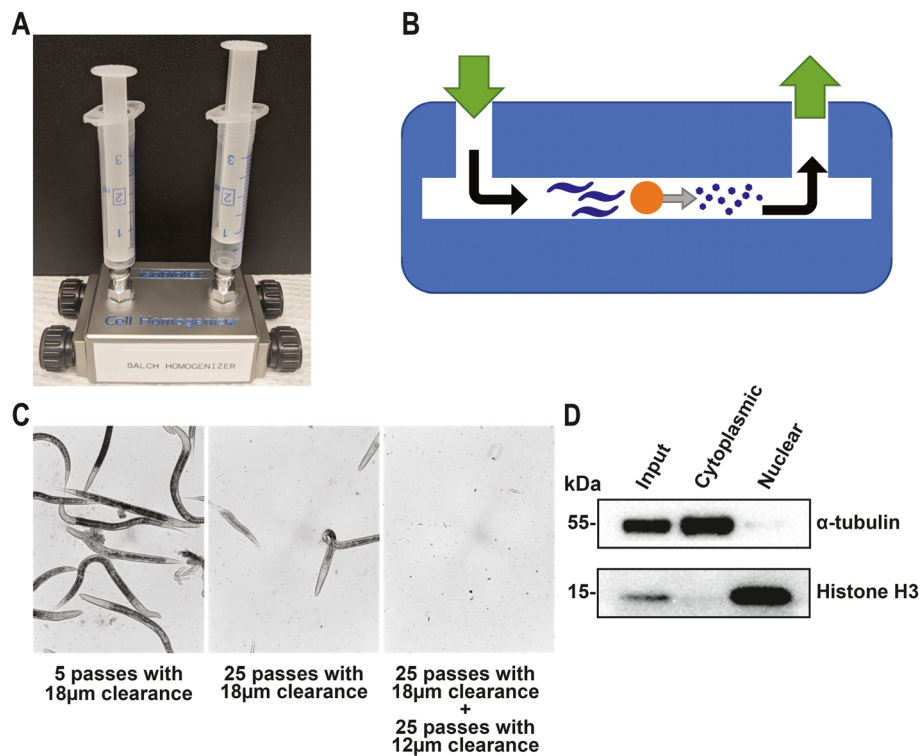 A
B
3
2
1
3
2
1
Cell Homogenizer
BALCH HOMOGENIZER
C
D
5 passes with
18µm clearance
25 passes with
18µm clearance
25 passes with
18µm clearance
+
25 passes with
12µm clearance
Input
Cytoplasmic
Nuclear
kDa
55-
α-tubulin
15-
Histone H3